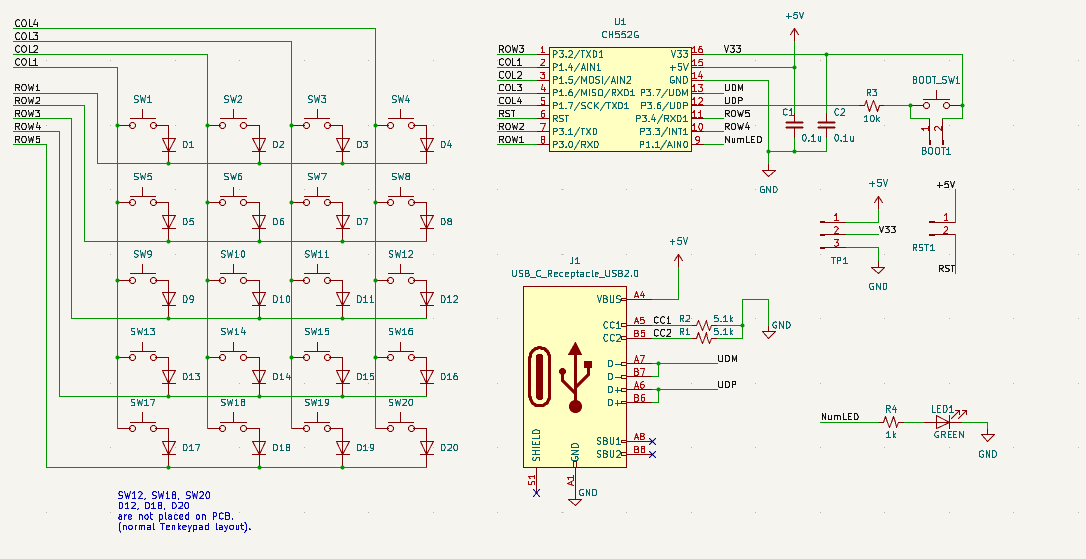 COL4
COL3
COL2
COL1
ROW1
ROW2
ROW3
ROW4
ROW5
SW1 SW2 SW3 SW4
D1 D2 D3 D4
SW5 SW6 SW7 SW8
D5 D6 D7 D8
SW9 SW10 SW11 SW12
D9 D10 D11 D12
SW13 SW14 SW15 SW16
D13 D14 D15 D16
SW17 SW18 SW19 SW20
D17 D18 D19 D20
SW12, SW18, SW20
D12, D18, D20
are not placed on PCB.
(normal Tenkeypad layout).
U1
CH552G
ROW3 1 P3.2/TXD1 V33 16 V33
COL1 2 P1.4/AIN1 +5V 15
COL2 3 P1.5/MOSI/AIN2 GND 14
COL3 4 P1.6/MISO/RXD1 P3.7/UDM 13 UDM
COL4 5 P1.7/SCK/TXD1 P3.6/UDP 12 UDP
RST 6 RST P3.4/RXD1 11 ROW5
ROW2 7 P3.1/TXD P3.3/INT1 10 ROW4
ROW1 8 P3.0/RXD P1.1/AIN0 9 NumLED
+5V
C1 0.1u
C2 0.1u
GND
R3
10k
BOOT_SW1
1 2
BOOT1
+5V
1
2 V33
3
TP1
GND
+5V
1
2
RST1
RST
J1
USB_C_Receptacle_USB2.0
+5V
VBUS A4
CC1 A5 CC1 R2 5.1k
CC2 B5 CC2 R1 5.1k
GND
D- A7 UDM
D- B7
D+ A6 UDP
D+ B6
SBU1 A8
SBU2 B8
SHIELD GND
S1 A1
GND
NumLED R4 LED1
1k GREEN
GND